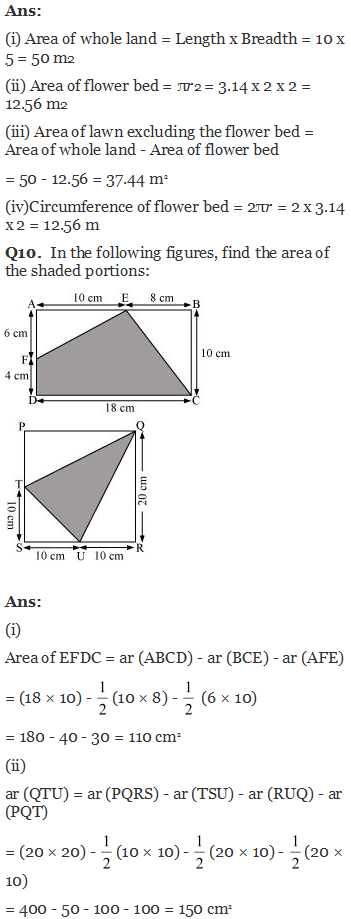 Ans:
(i) Area of whole land = Length x Breadth = 10 x
5 = 50 m2
(ii) Area of flower bed = πr2 = 3.14 x 2 x 2 =
12.56 m2
(iii) Area of lawn excluding the flower bed =
Area of whole land - Area of flower bed
= 50 - 12.56 = 37.44 m²
(iv)Circumference of flower bed = 2πr = 2 x 3.14
x 2 = 12.56 m
Q10. In the following figures, find the area of
the shaded portions:
A 10 cm E 8 cm B
6 cm
F 10 cm
4 cm
D C
18 cm
P Q
T
10 cm 20 cm
S U R
10 cm 10 cm
Ans:
(i)
Area of EFDC = ar (ABCD) - ar (BCE) - ar (AFE)
= (18 × 10) - 1/2 (10 × 8) - 1/2 (6 × 10)
= 180 - 40 - 30 = 110 cm²
(ii)
ar (QTU) = ar (PQRS) - ar (TSU) - ar (RUQ) - ar
(PQT)
= (20 × 20) - 1/2 (10 × 10) - 1/2 (20 × 10) - 1/2 (20 ×
10)
= 400 - 50 - 100 - 100 = 150 cm²